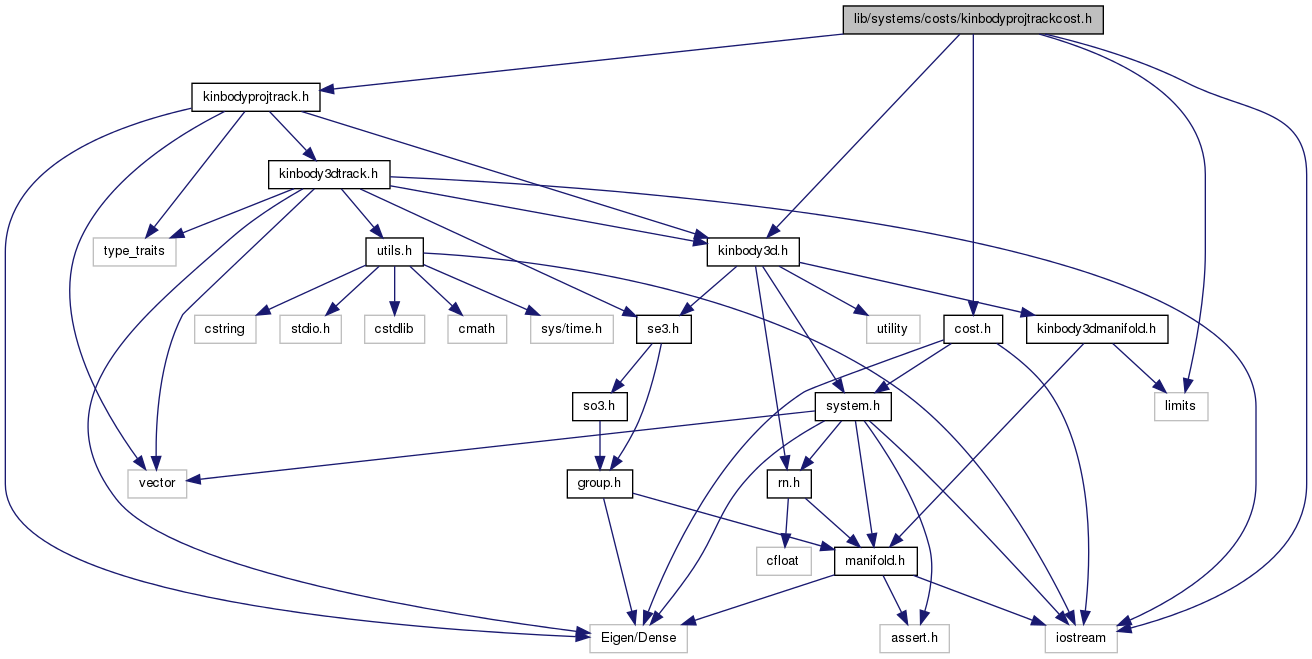 lib/systems/costs/kinbodyprojtrackcost.h
kinbodyprojtrack.h
kinbody3dtrack.h
type_traits
utils.h
kinbody3d.h
cstring
stdio.h
cstdlib
cmath
sys/time.h
se3.h
utility
cost.h
kinbody3dmanifold.h
so3.h
system.h
limits
vector
group.h
rn.h
cfloat
manifold.h
Eigen/Dense
assert.h
iostream